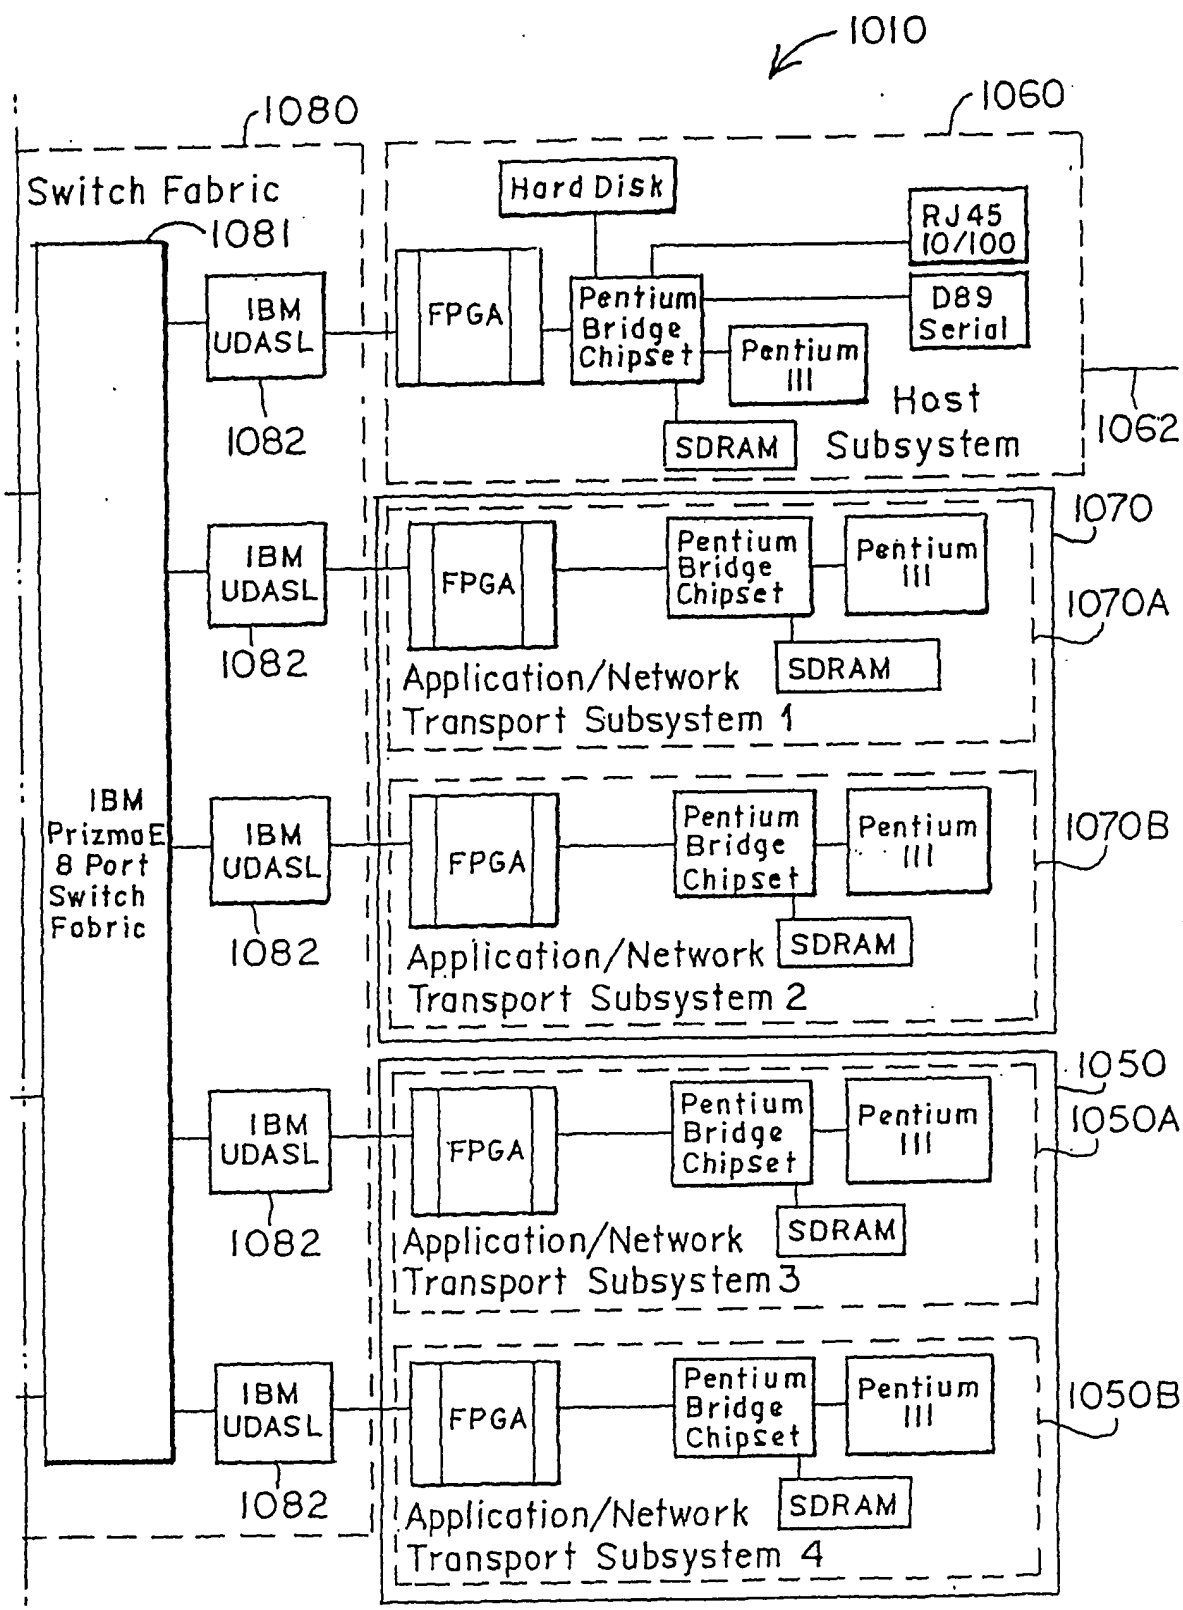 1010
1080
1060
Switch Fabric
1081
Hard Disk
RJ45
10/100
IBM
UDASL
FPGA
Pentium
Bridge
Chipset
D89
Serial
Pentium
III
1082
SDRAM
Host
Subsystem
1062
1070
IBM
UDASL
FPGA
Pentium
Bridge
Chipset
Pentium
III
1070A
1082
SDRAM
Application/Network
Transport Subsystem 1
IBM
PrizmaE
8 Port
Switch
Fabric
IBM
UDASL
FPGA
Pentium
Bridge
Chipset
Pentium
III
1070B
1082
SDRAM
Application/Network
Transport Subsystem 2
1050
IBM
UDASL
FPGA
Pentium
Bridge
Chipset
Pentium
III
1050A
1082
SDRAM
Application/Network
Transport Subsystem 3
IBM
UDASL
FPGA
Pentium
Bridge
Chipset
Pentium
III
1050B
1082
SDRAM
Application/Network
Transport Subsystem 4